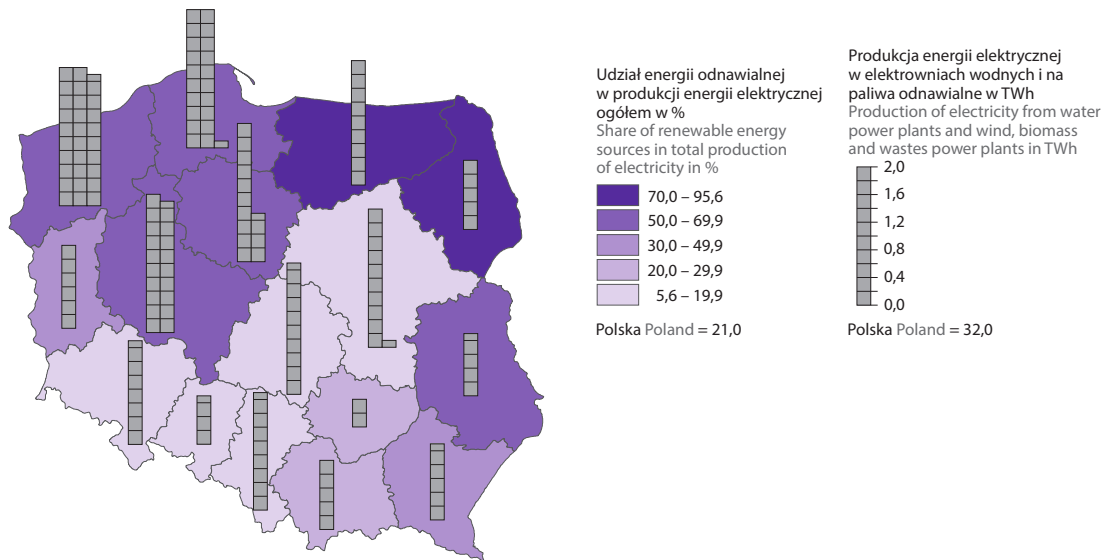 Udział energii odnawialnej
w produkcji energii elektrycznej
ogółem w %
Share of renewable energy
sources in total production
of electricity in %
70,0 – 95,6
50,0 – 69,9
30,0 – 49,9
20,0 – 29,9
5,6 – 19,9
Polska Poland = 21,0
Produkcja energii elektrycznej
w elektrowniach wodnych i na
paliwa odnawialne w TWh
Production of electricity from water
power plants and wind, biomass
and wastes power plants in TWh
2,0
1,6
1,2
0,8
0,4
0,0
Polska Poland = 32,0